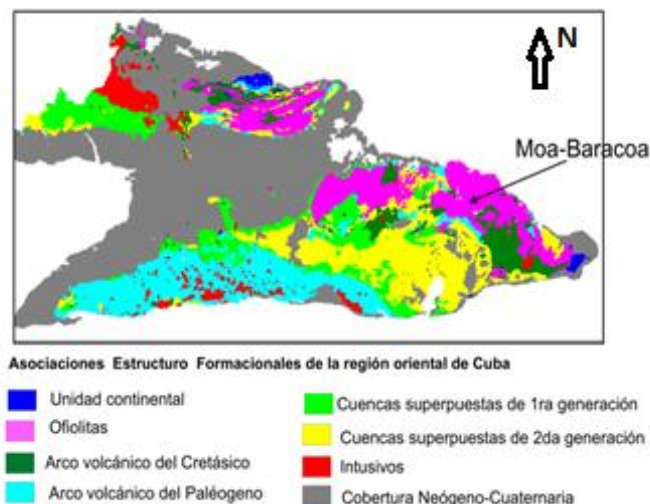 N
Moa-Baracoa
Asociaciones Estructuro Formacionales de la región oriental de Cuba
Unidad continental
Ofiolitas
Arco volcánico del Cretásico
Arco volcánico del Paléogeno
Cuencas superpuestas de 1ra generación
Cuencas superpuestas de 2da generación
Intusivos
Cobertura Neógeno-Cuaternaria